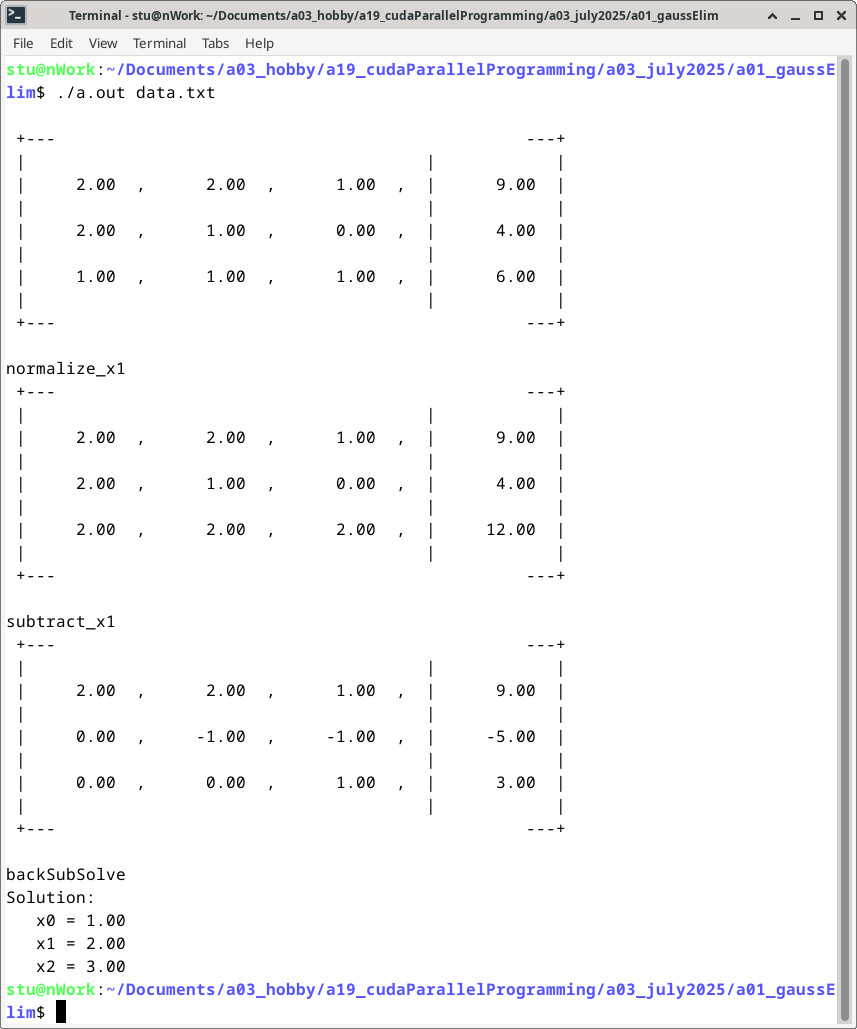 Terminal - stu@nWork: ~/Documents/a03_hobby/a19_cudaParallelProgramming/a03_july2025/a01_gaussElim
File Edit View Terminal Tabs Help
stu@nWork:~/Documents/a03_hobby/a19_cudaParallelProgramming/a03_july2025/a01_gaussE
lim$ ./a.out data.txt
+---                                               ---+
|                                        |            |
|     2.00  ,      2.00  ,      1.00  ,  |      9.00  |
|                                        |            |
|     2.00  ,      1.00  ,      0.00  ,  |      4.00  |
|                                        |            |
|     1.00  ,      1.00  ,      1.00  ,  |      6.00  |
|                                        |            |
+---                                               ---+
normalize_x1
+---                                               ---+
|                                        |            |
|     2.00  ,      2.00  ,      1.00  ,  |      9.00  |
|                                        |            |
|     2.00  ,      1.00  ,      0.00  ,  |      4.00  |
|                                        |            |
|     2.00  ,      2.00  ,      2.00  ,  |     12.00  |
|                                        |            |
+---                                               ---+
subtract_x1
+---                                               ---+
|                                        |            |
|     2.00  ,      2.00  ,      1.00  ,  |      9.00  |
|                                        |            |
|     0.00  ,     -1.00  ,     -1.00  ,  |     -5.00  |
|                                        |            |
|     0.00  ,      0.00  ,      1.00  ,  |      3.00  |
|                                        |            |
+---                                               ---+
backSubSolve
Solution:
   x0 = 1.00
   x1 = 2.00
   x2 = 3.00
stu@nWork:~/Documents/a03_hobby/a19_cudaParallelProgramming/a03_july2025/a01_gaussE
lim$